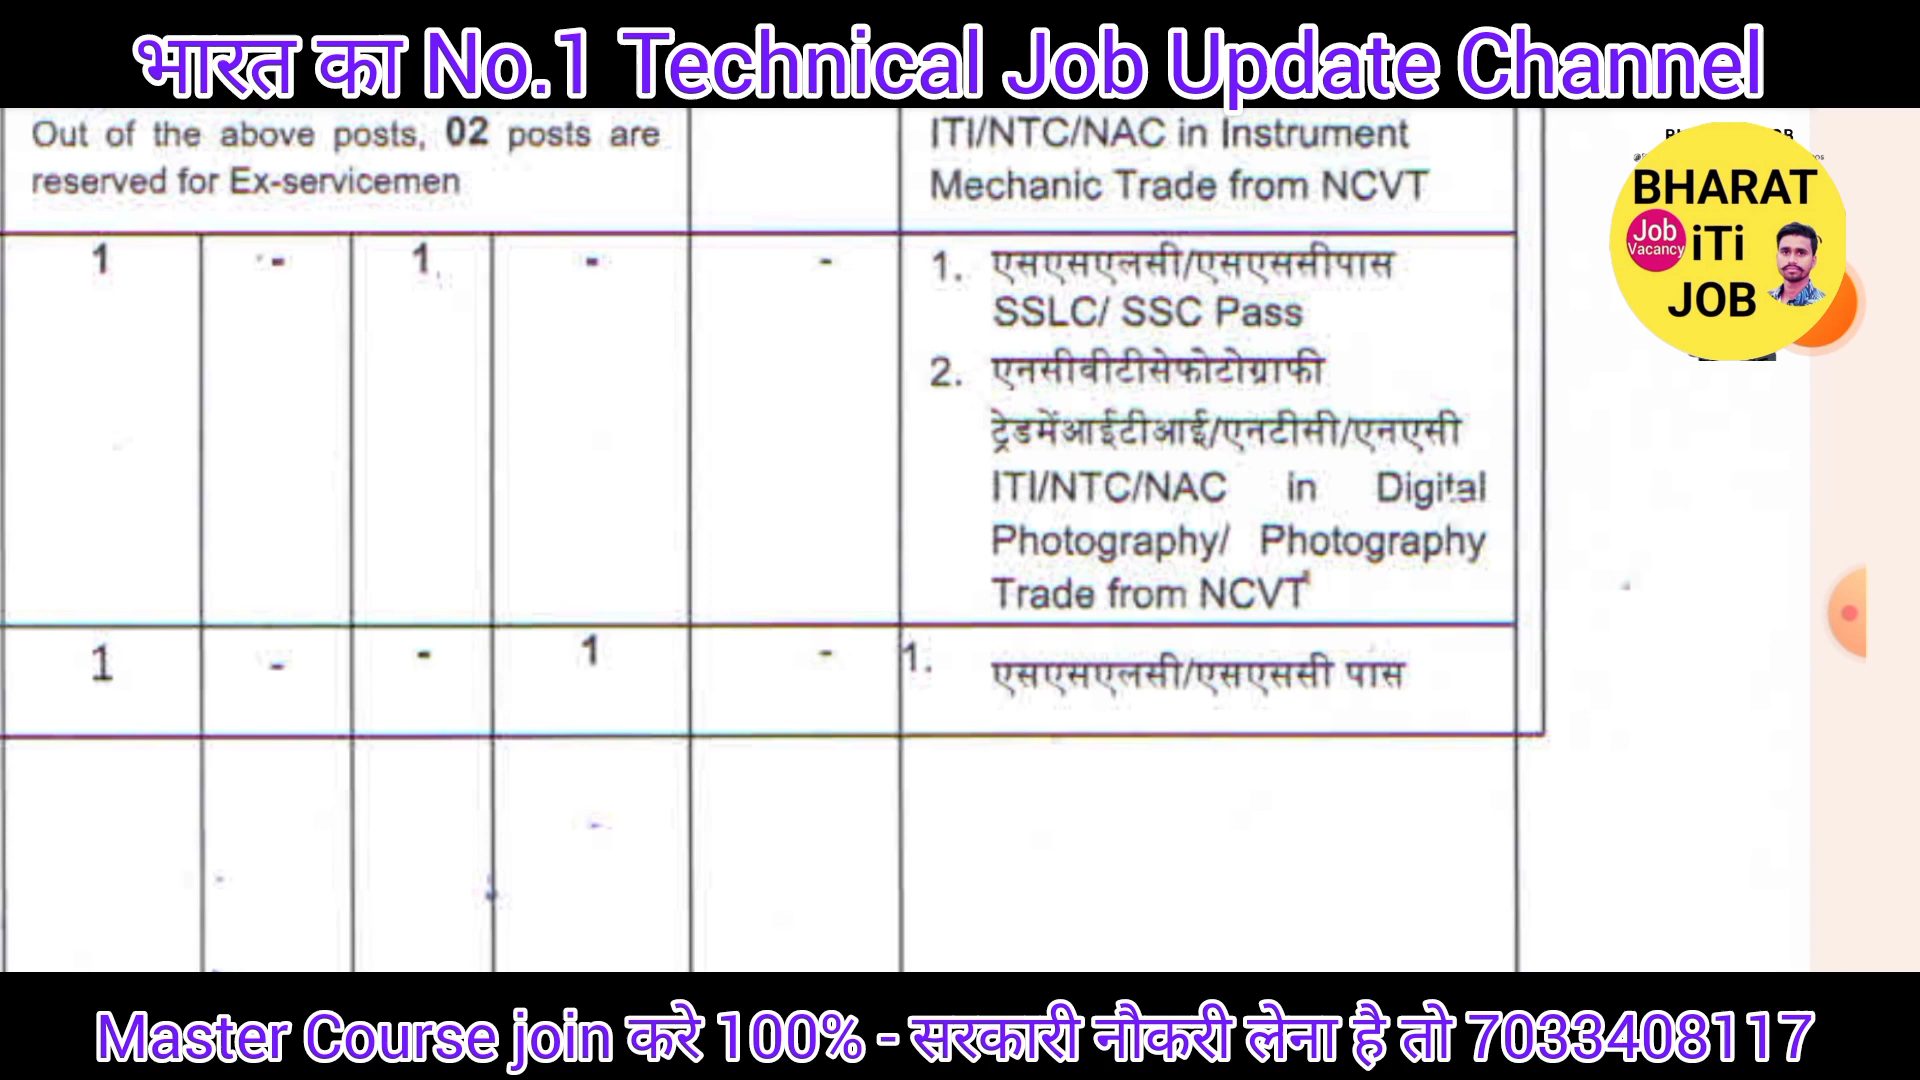 भारत का No.1 Technical Job Update Channel
Out of the above posts, 02 posts are
reserved for Ex-servicemen
ITI/NTC/NAC in Instrument
Mechanic Trade from NCVT
1 - 1 - -
1. एसएसएलसी/एसएससीपास
SSLC/ SSC Pass
2. एनसीवीटीसेफोटोग्राफी
ट्रेडमेंआईटीआई/एनटीसी/एनएसी
ITI/NTC/NAC in Digital
Photography/ Photography
Trade from NCVT
1 - - 1 -
1. एसएसएलसी/एसएससी पास
BHARAT
Job
Vacancy
iTi
JOB
Master Course join करे 100% - सरकारी नौकरी लेना है तो 7033408117